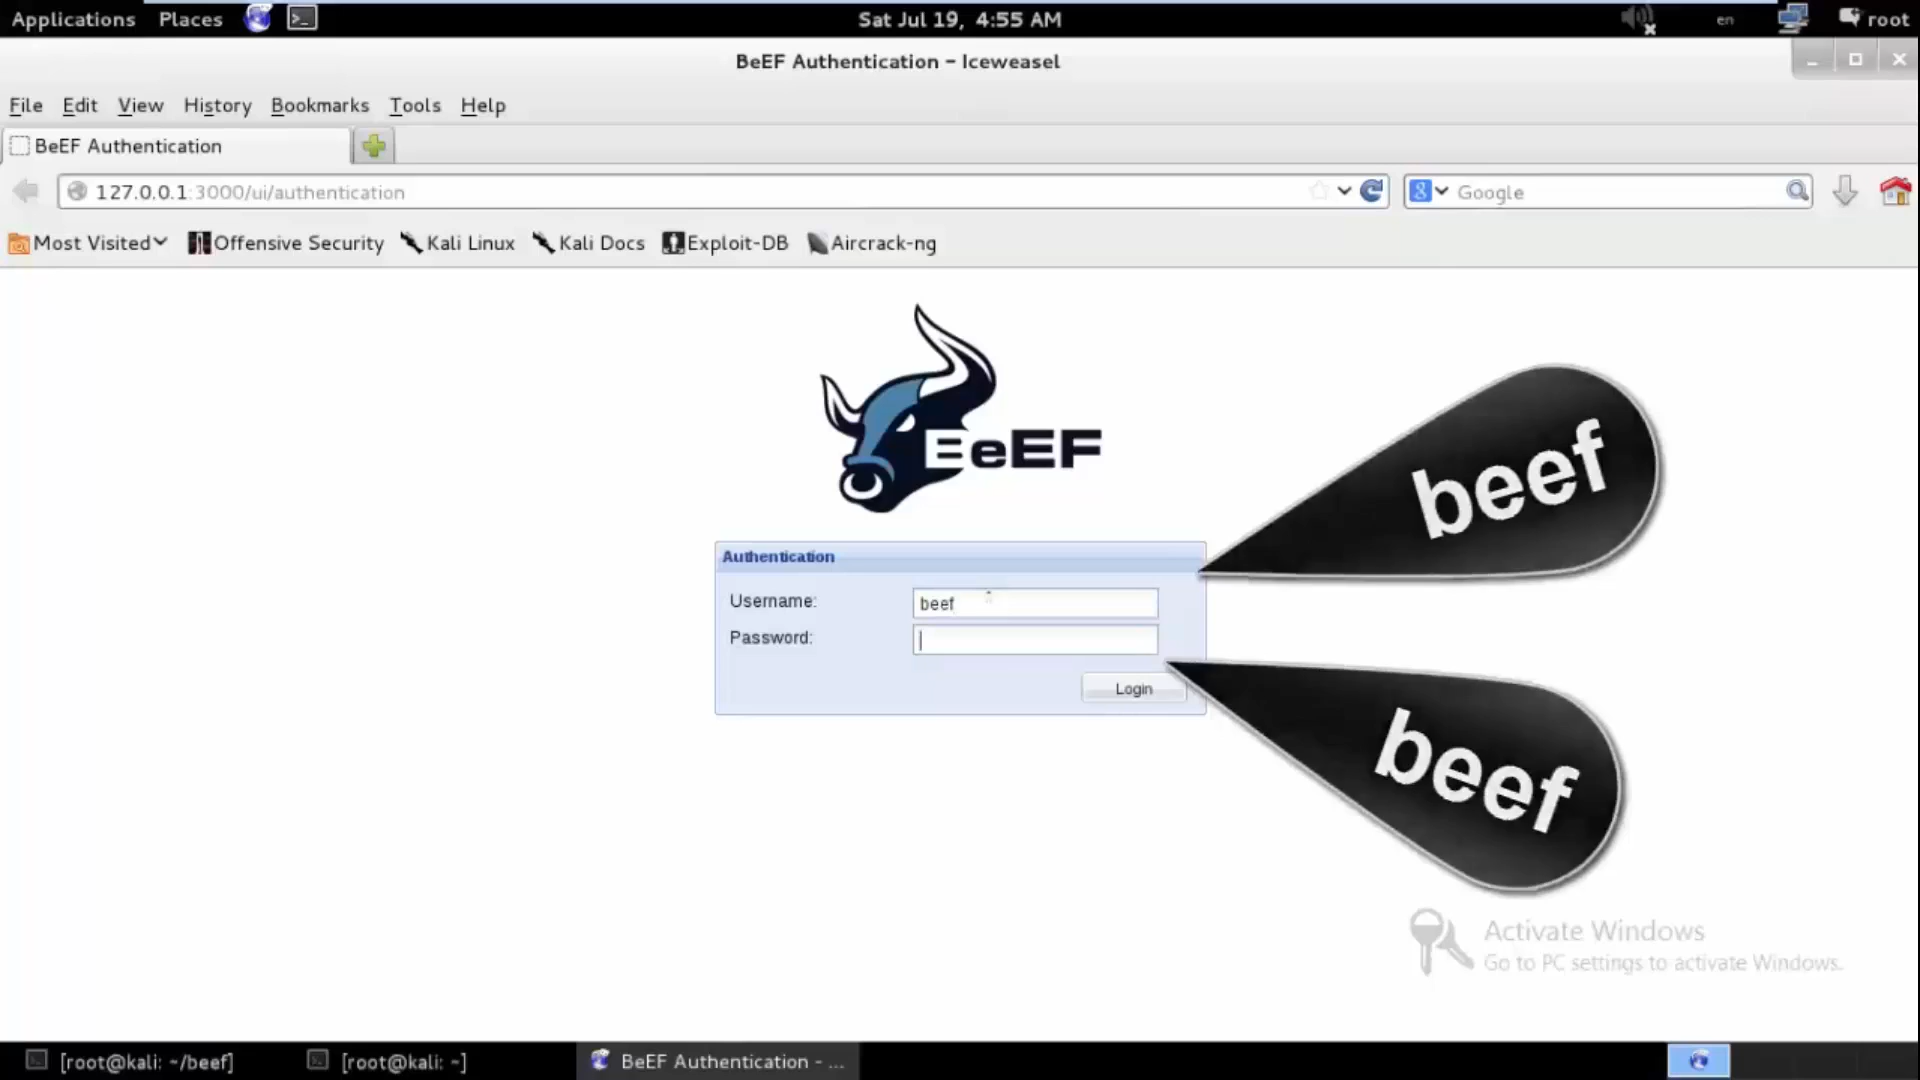 Applications Places Sat Jul 19, 4:55 AM en root
BeEF Authentication - Iceweasel
File Edit View History Bookmarks Tools Help
BeEF Authentication
127.0.0.1:3000/ui/authentication
8 Google
Most Visited Offensive Security Kali Linux Kali Docs Exploit-DB Aircrack-ng
BeEF
beef
Authentication
Username: beef
Password:
Login
beef
Activate Windows
Go to PC settings to activate Windows.
[root@kali: ~/beef] [root@kali: ~] BeEF Authentication - ...